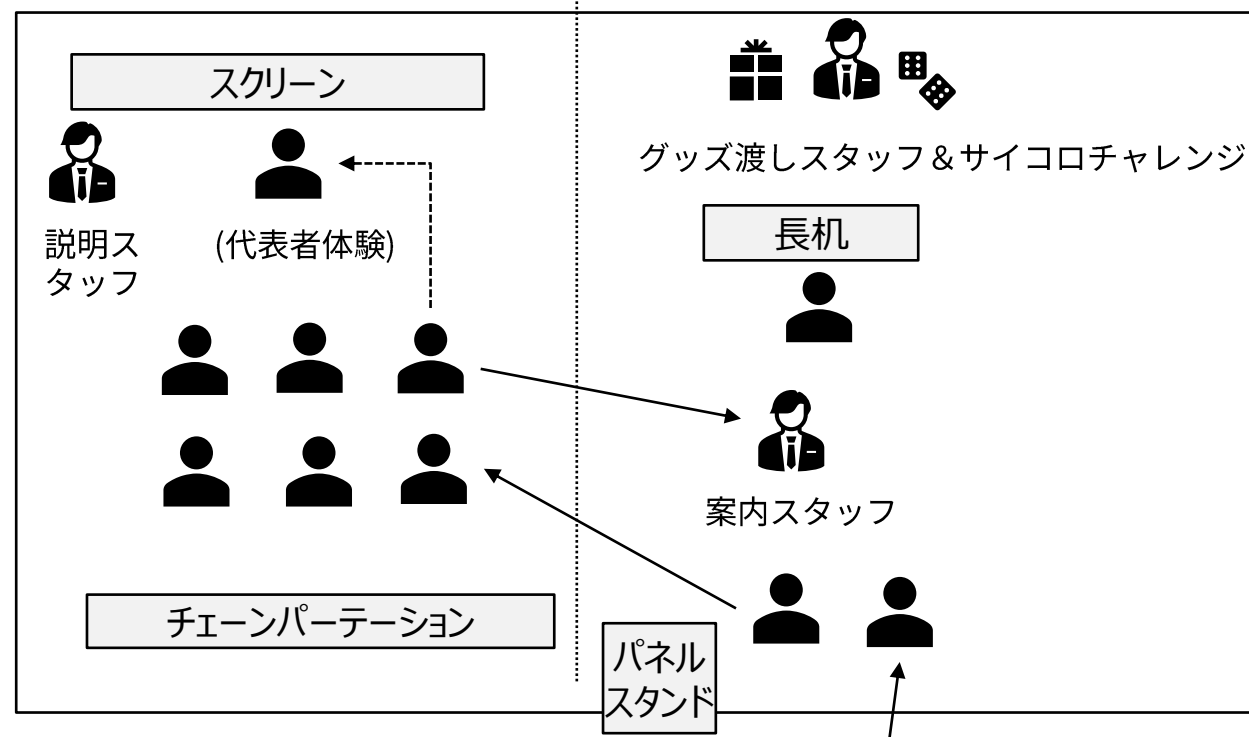 スクリーン
説明ス
タッフ
(代表者体験)
チェーンパーテーション
グッズ渡しスタッフ＆サイコロチャレンジ
長机
案内スタッフ
パネル
スタンド